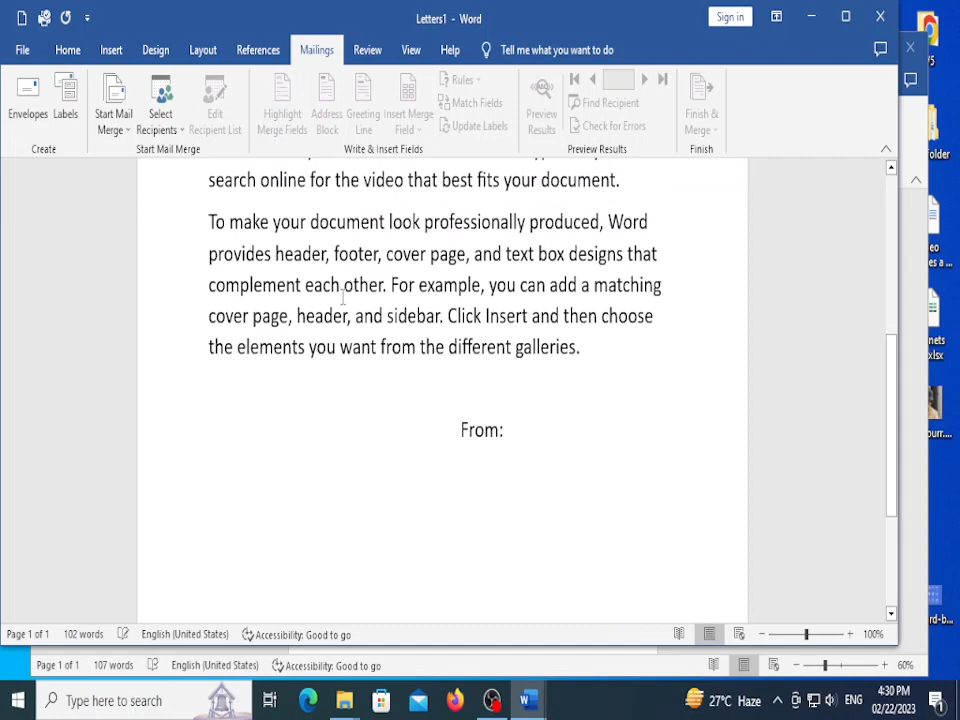 Letters1 - Word
Sign in
File Home Insert Design Layout References Mailings Review View Help Tell me what you want to do
Envelopes Labels
Start Mail Merge
Select Recipients
Edit Recipient List
Highlight Merge Fields
Address Block
Greeting Line
Insert Merge Field
Rules
Match Fields
Update Labels
Preview Results
Find Recipient
Check for Errors
Finish & Merge
Create
Start Mail Merge
Write & Insert Fields
Preview Results
Finish
search online for the video that best fits your document.
To make your document look professionally produced, Word
provides header, footer, cover page, and text box designs that
complement each other. For example, you can add a matching
cover page, header, and sidebar. Click Insert and then choose
the elements you want from the different galleries.
From:
Page 1 of 1 102 words English (United States) Accessibility: Good to go 100%
Page 1 of 1 107 words English (United States) Accessibility: Good to go 60%
Type here to search
27°C Haze
ENG
4:30 PM
02/22/2023
1